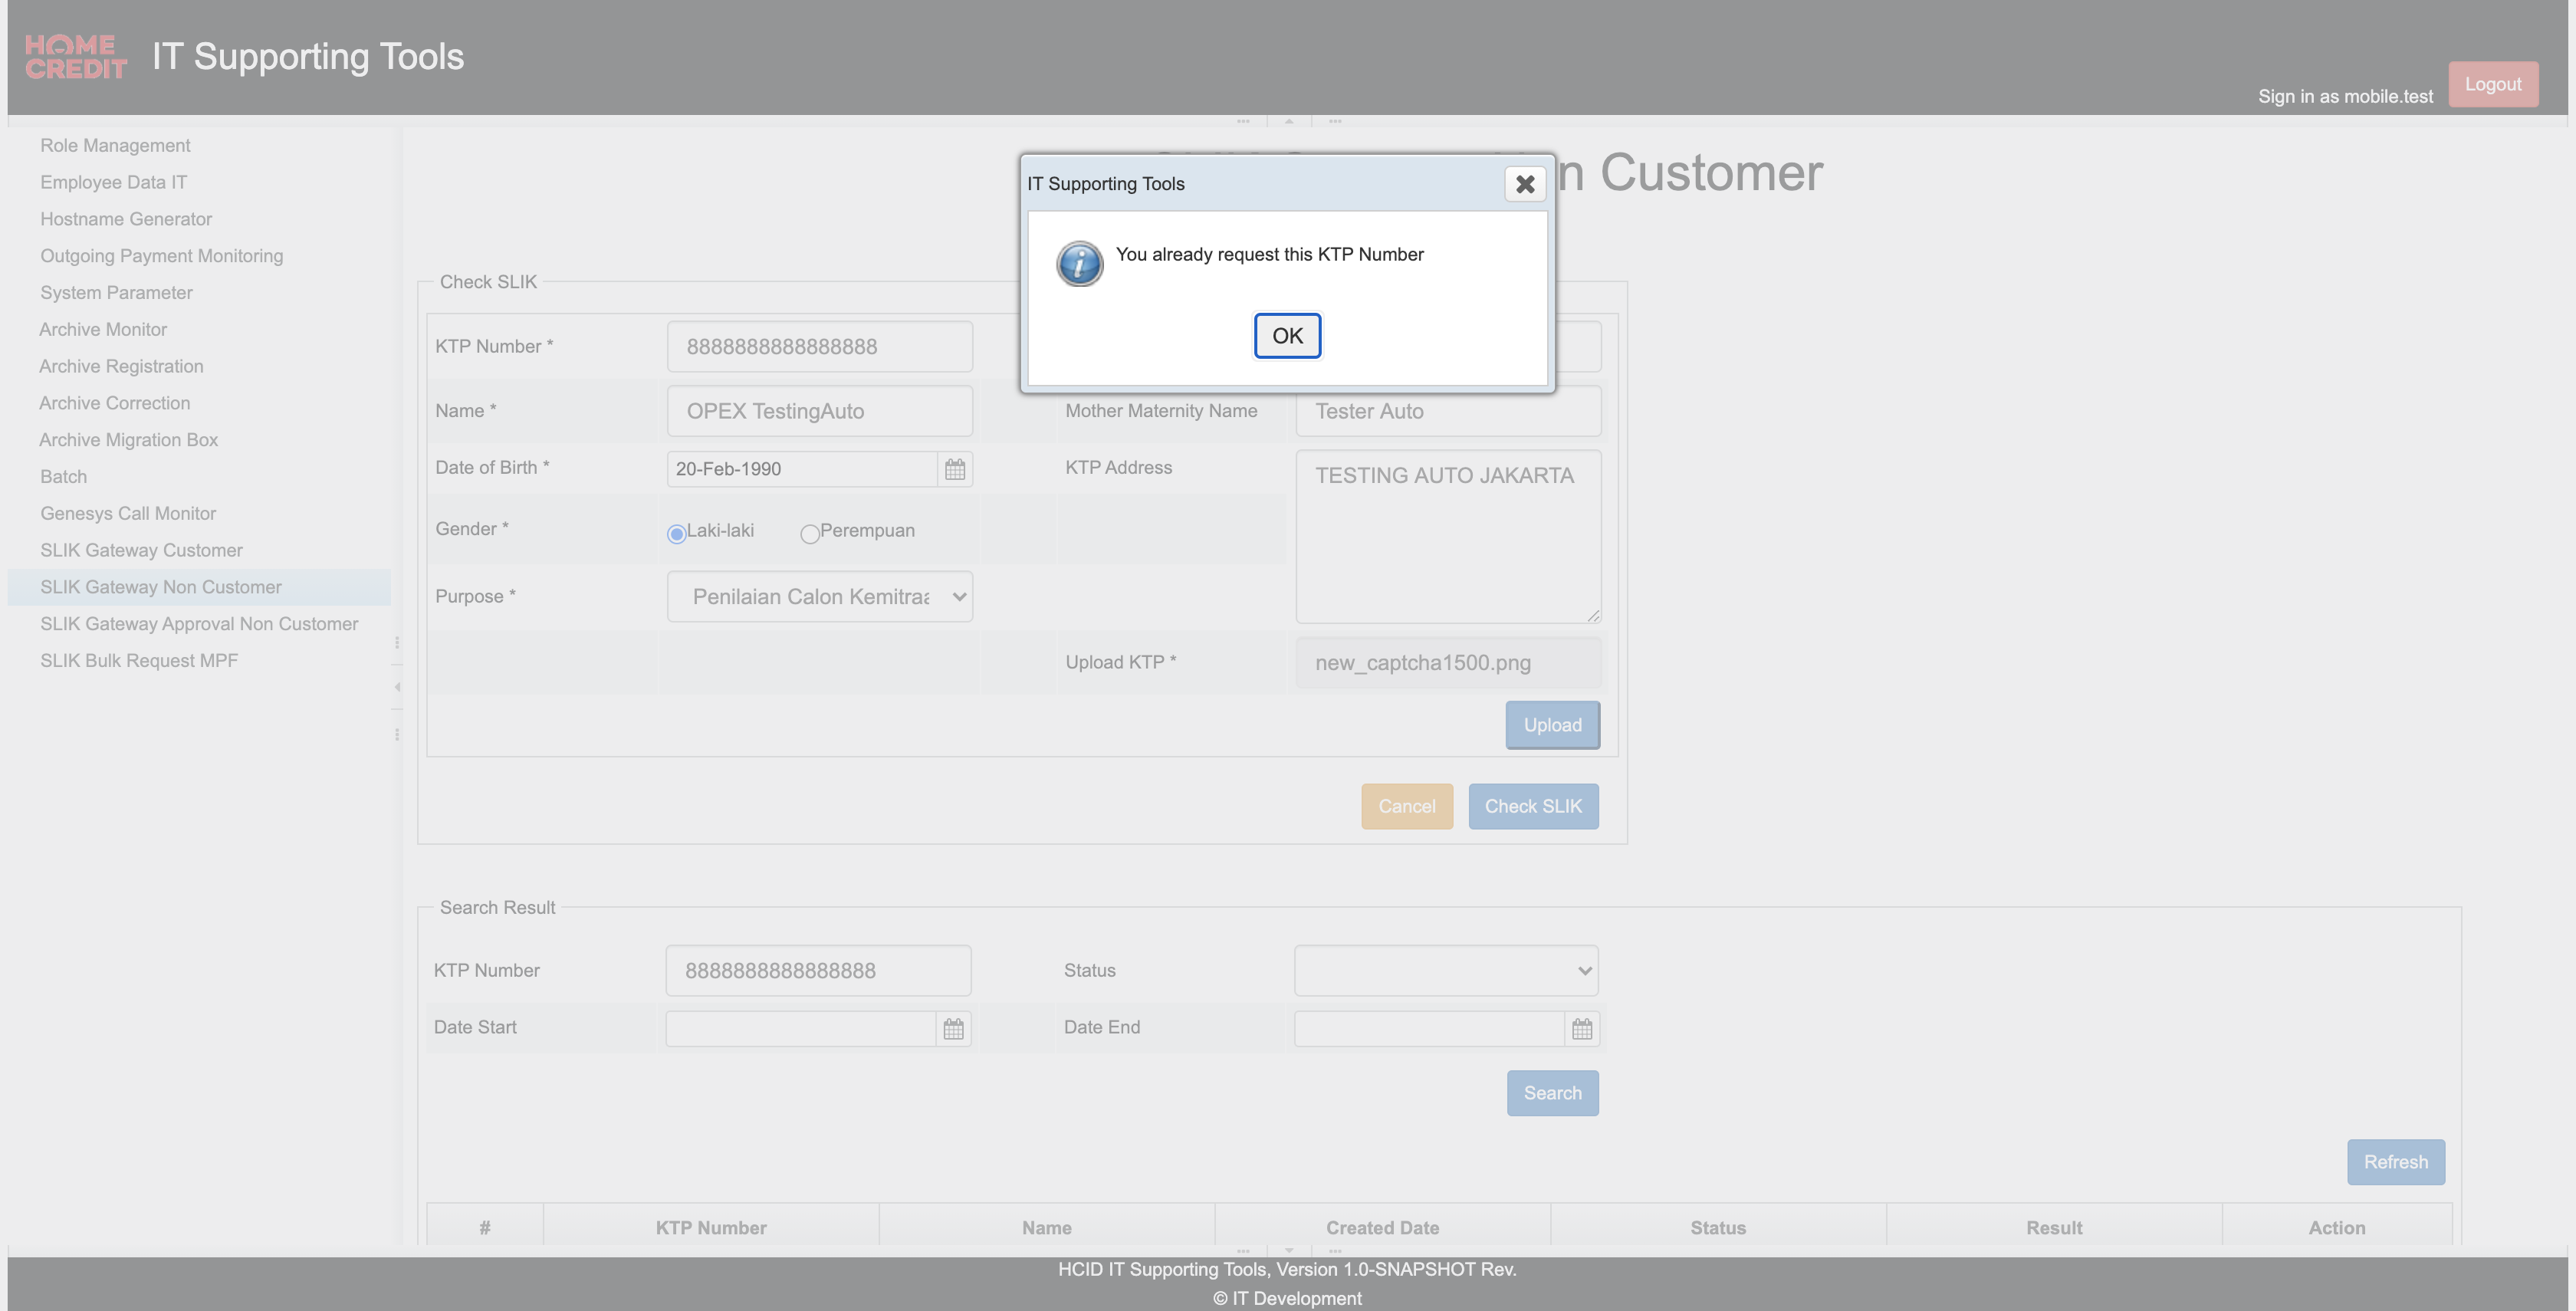 HOME
CREDIT
IT Supporting Tools
Sign in as mobile.test
Logout
Role Management
Employee Data IT
Hostname Generator
Outgoing Payment Monitoring
System Parameter
Archive Monitor
Archive Registration
Archive Correction
Archive Migration Box
Batch
Genesys Call Monitor
SLIK Gateway Customer
SLIK Gateway Non Customer
SLIK Gateway Approval Non Customer
SLIK Bulk Request MPF
Customer
IT Supporting Tools
You already request this KTP Number
OK
Check SLIK
KTP Number *
8888888888888888
Name *
OPEX TestingAuto
Mother Maternity Name
Tester Auto
Date of Birth *
20-Feb-1990
KTP Address
TESTING AUTO JAKARTA
Gender *
Laki-laki
Perempuan
Purpose *
Penilaian Calon Kemitraa
Upload KTP *
new_captcha1500.png
Upload
Cancel
Check SLIK
Search Result
KTP Number
8888888888888888
Status
Date Start
Date End
Search
Refresh
# KTP Number Name Created Date Status Result Action
HCID IT Supporting Tools, Version 1.0-SNAPSHOT Rev.
© IT Development